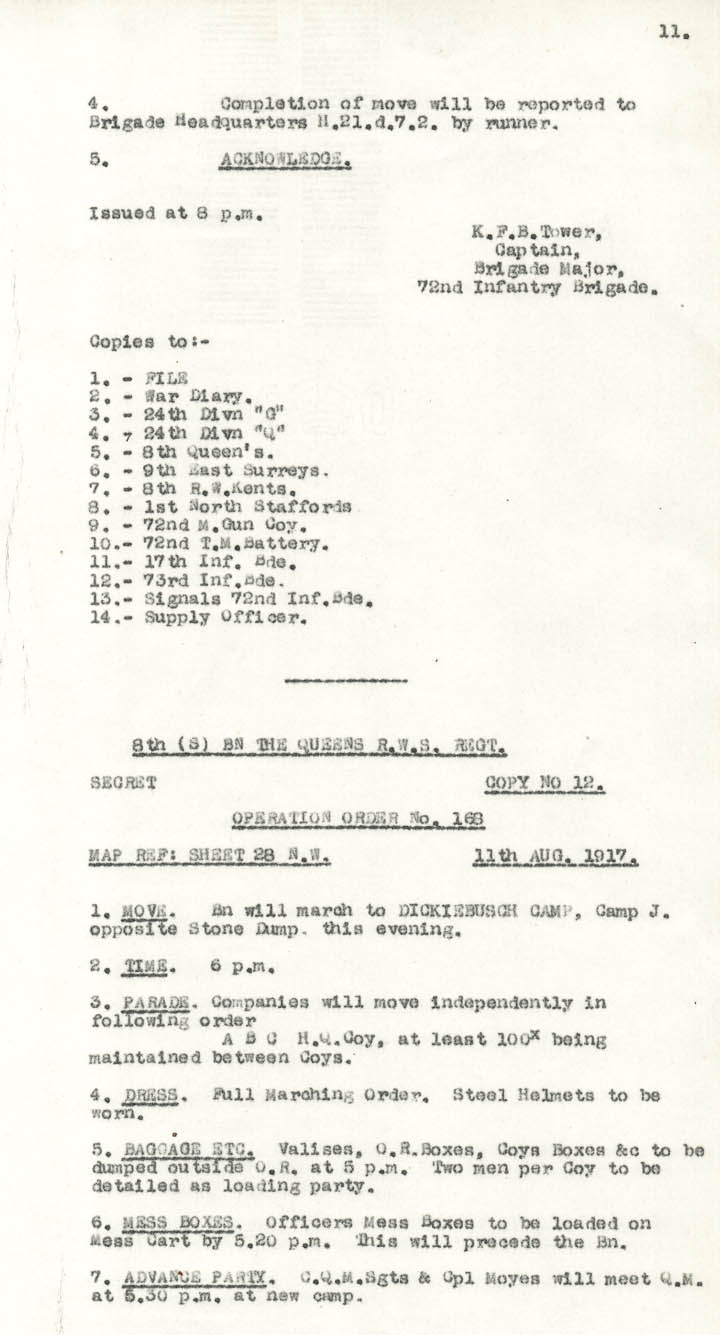 11.
4. Completion of move will be reported to
Brigade Headquarters H.21.d.7.2. by runner.
5. ACKNOWLEDGE.
Issued at 8 p.m.
K.F.B.Tower,
Captain,
Brigade Major,
72nd Infantry Brigade.
Copies to:-
1. - FILE
2. - War Diary.
3. - 24th Divn "G"
4. - 24th Divn "Q"
5. - 8th Queen's.
6. - 9th East Surreys.
7. - 8th R.W.Kents.
8. - 1st North Staffords
9. - 72nd M.Gun Coy.
10.- 72nd T.M.Battery.
11.- 17th Inf. Bde.
12.- 73rd Inf.Bde.
13.- Signals 72nd Inf.Bde.
14.- Supply Officer.
8th (S) BN THE QUEENS R.W.S. REGT.
SECRET COPY NO 12.
OPERATION ORDER No. 168
MAP REF: SHEET 28 N.W. 11th AUG. 1917.
1. MOVE. Bn will march to DICKIEBUSCH CAMP, Camp J.
opposite Stone Dump. this evening.
2. TIME. 6 p.m.
3. PARADE. Companies will move independently in
following order
A B C H.Q.Coy, at least 100x being
maintained between Coys.
4. DRESS. Full Marching Order. Steel Helmets to be
worn.
5. BAGGAGE ETC. Valises, O.R.Boxes, Coys Boxes &c to be
dumped outside O.R. at 5 p.m. Two men per Coy to be
detailed as loading party.
6. MESS BOXES. Officers Mess Boxes to be loaded on
Mess Cart by 5.20 p.m. This will precede the Bn.
7. ADVANCE PARTY. C.Q.M.Sgts & Cpl Moyes will meet Q.M.
at 5.30 p.m. at new camp.